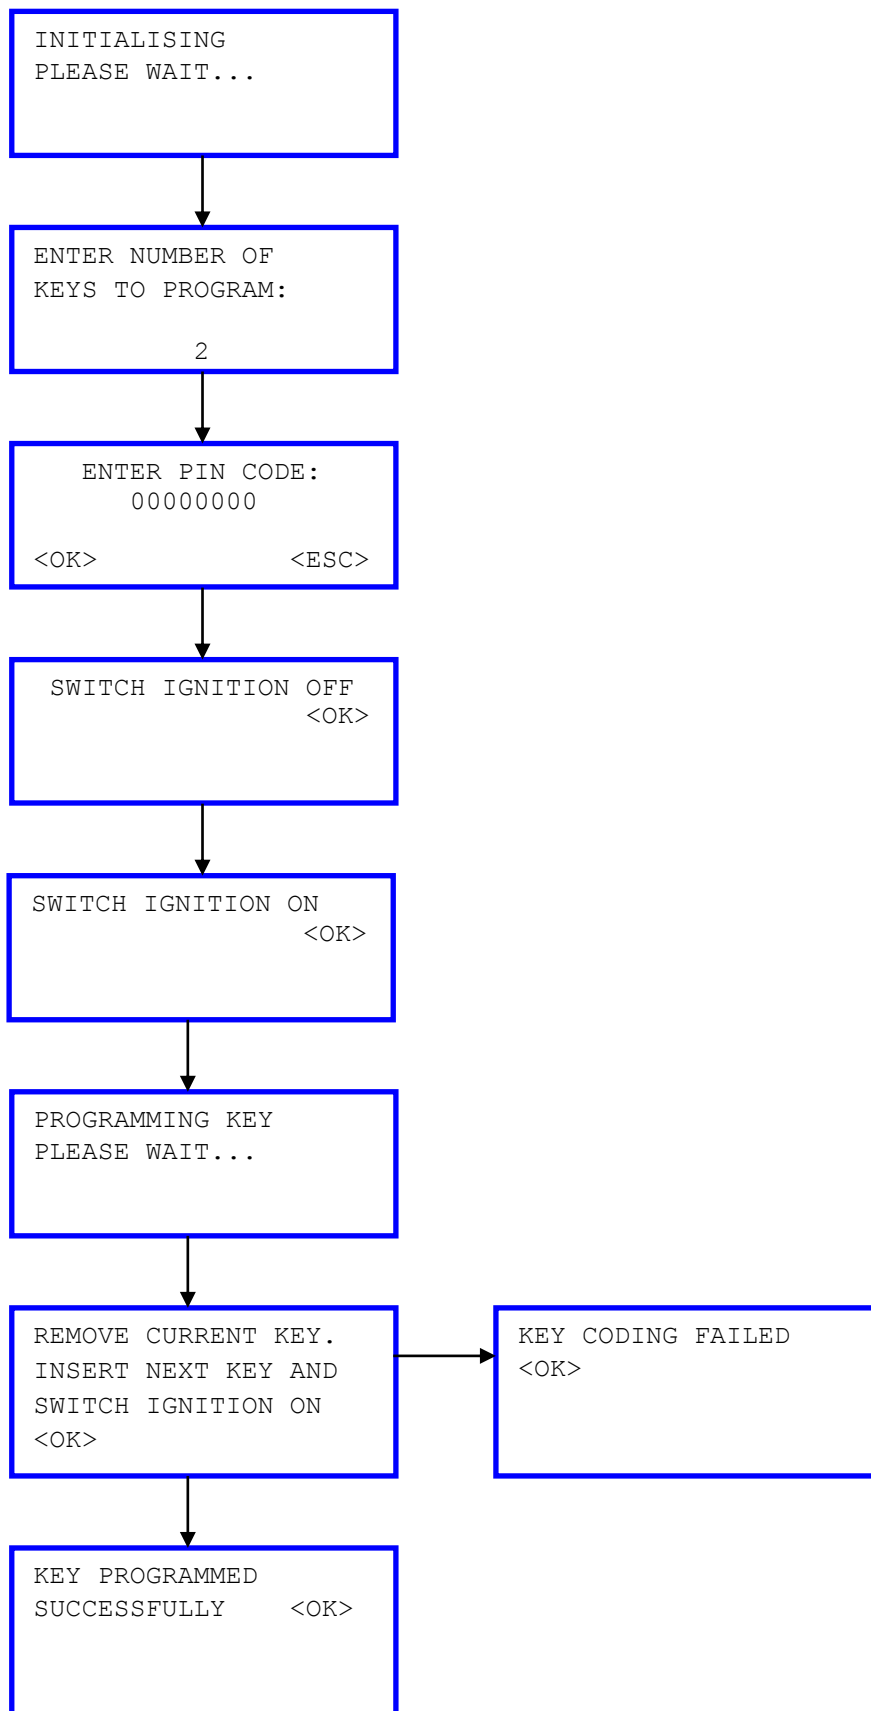 INITIALISING
PLEASE WAIT...
ENTER NUMBER OF
KEYS TO PROGRAM:
2
ENTER PIN CODE:
00000000
<OK> <ESC>
SWITCH IGNITION OFF
<OK>
SWITCH IGNITION ON
<OK>
PROGRAMMING KEY
PLEASE WAIT...
REMOVE CURRENT KEY.
INSERT NEXT KEY AND
SWITCH IGNITION ON
<OK>
KEY CODING FAILED
<OK>
KEY PROGRAMMED
SUCCESSFULLY <OK>